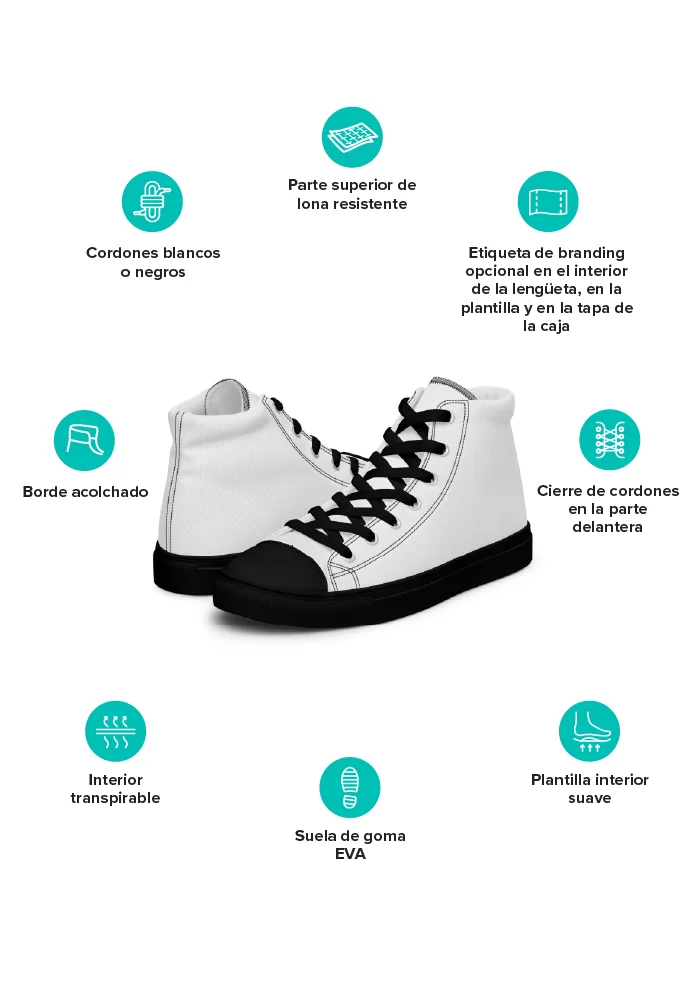 Parte superior de
lona resistente
Cordones blancos
o negros
Etiqueta de branding
opcional en el interior
de la lengüeta, en la
plantilla y en la tapa de
la caja
Borde acolchado
Cierre de cordones
en la parte
delantera
Interior
transpirable
Plantilla interior
suave
Suela de goma
EVA